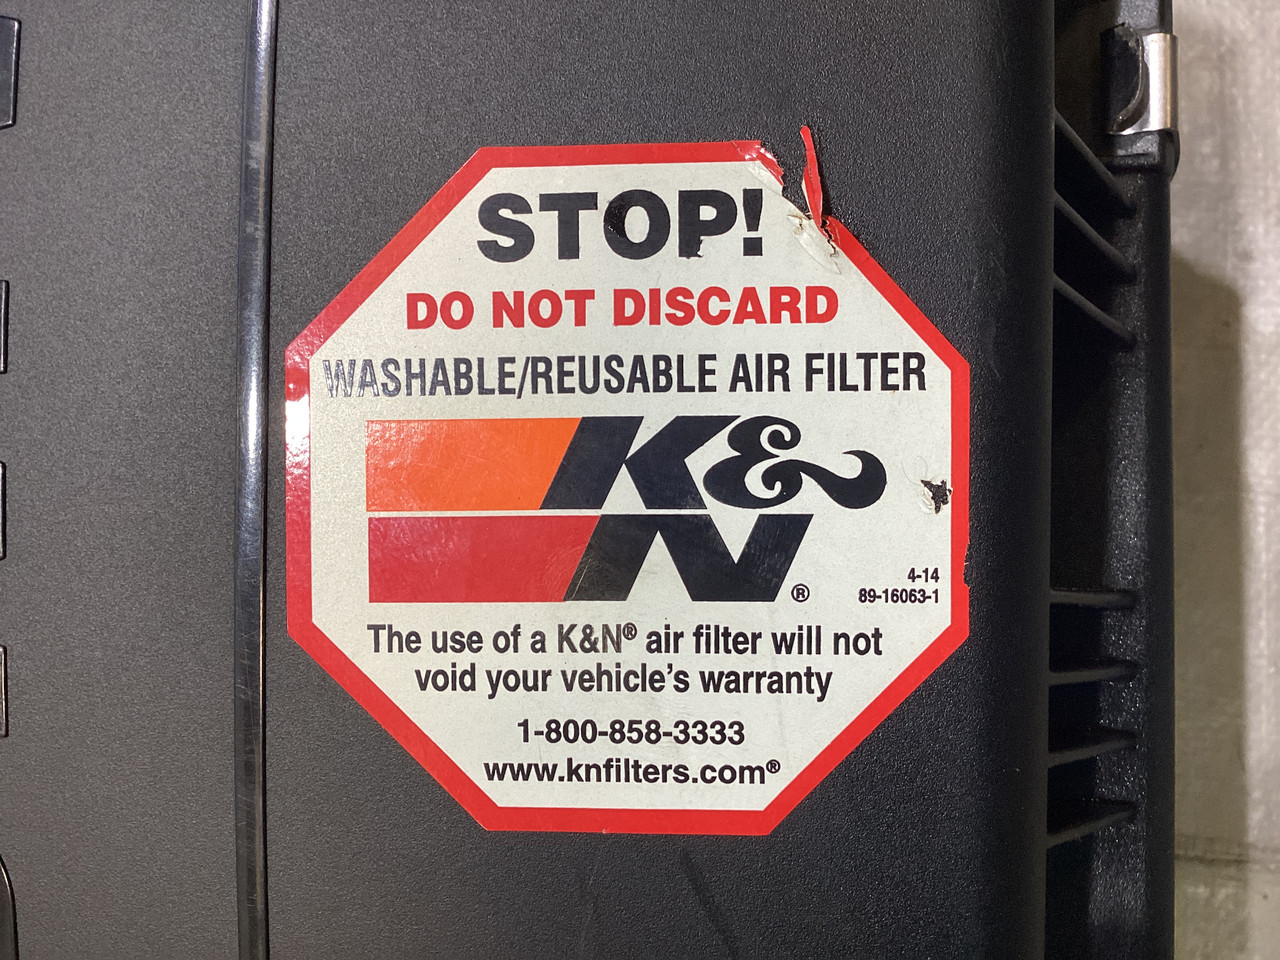 STOP!
DO NOT DISCARD
WASHABLE/REUSABLE AIR FILTER
K&
N®
4-14
89-16063-1
The use of a K&N® air filter will not
void your vehicle's warranty
1-800-858-3333
www.knfilters.com®